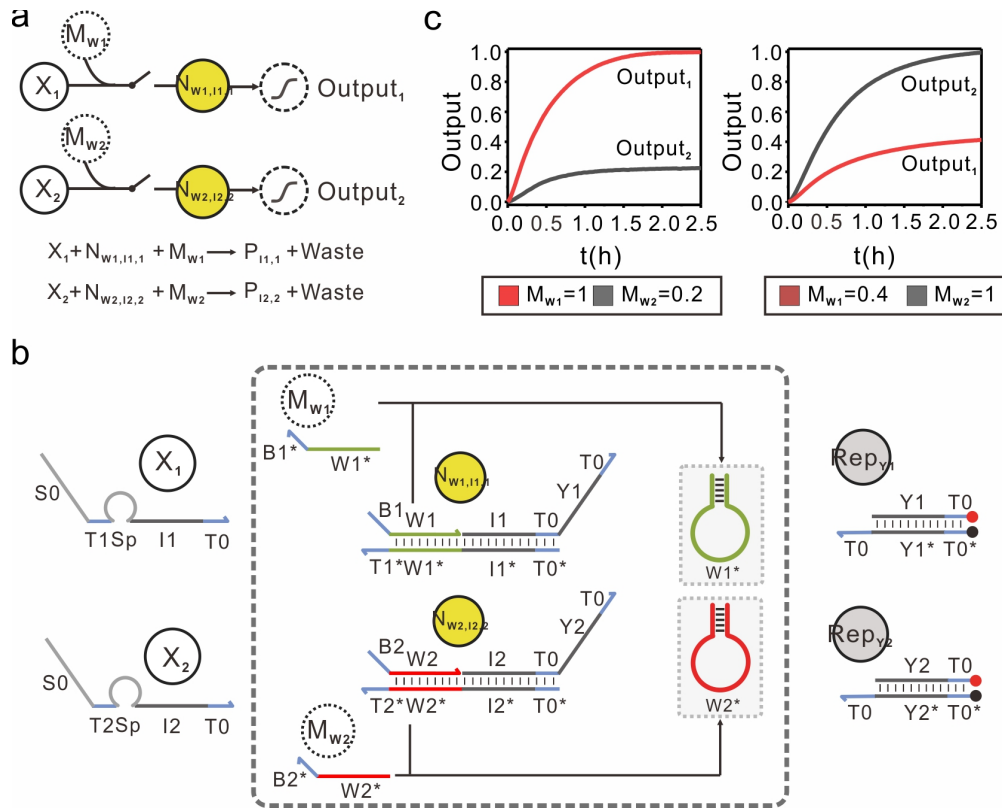 a
M_W1
X_1 N_W1,I1,1 Output_1
M_W2
X_2 N_W2,I2,2 Output_2
X_1+N_W1,I1,1+M_W1 → P_I1,1+Waste
X_2+N_W2,I2,2+M_W2 → P_I2,2+Waste
c
Output
1.0
0.8
0.6
0.4
0.2
0.0
Output_1
Output_2
0.0 0.5 1.0 1.5 2.0 2.5
t(h)
M_W1=1 M_W2=0.2
Output
1.0
0.8
0.6
0.4
0.2
0.0
Output_2
Output_1
0.0 0.5 1.0 1.5 2.0 2.5
t(h)
M_W1=0.4 M_W2=1
b
X_1
S0
T1Sp I1 T0
M_W1
B1* W1*
N_W1,I1,1
B1 W1 I1 T0 Y1 T0
T1*W1* I1* T0*
W1*
Rep_Y1
Y1 T0
T0 Y1* T0*
X_2
S0
T2Sp I2 T0
N_W2,I2,2
B2 W2 I2 T0 Y2 T0
T2*W2* I2* T0*
M_W2
B2* W2*
W2*
Rep_Y2
Y2 T0
T0 Y2* T0*